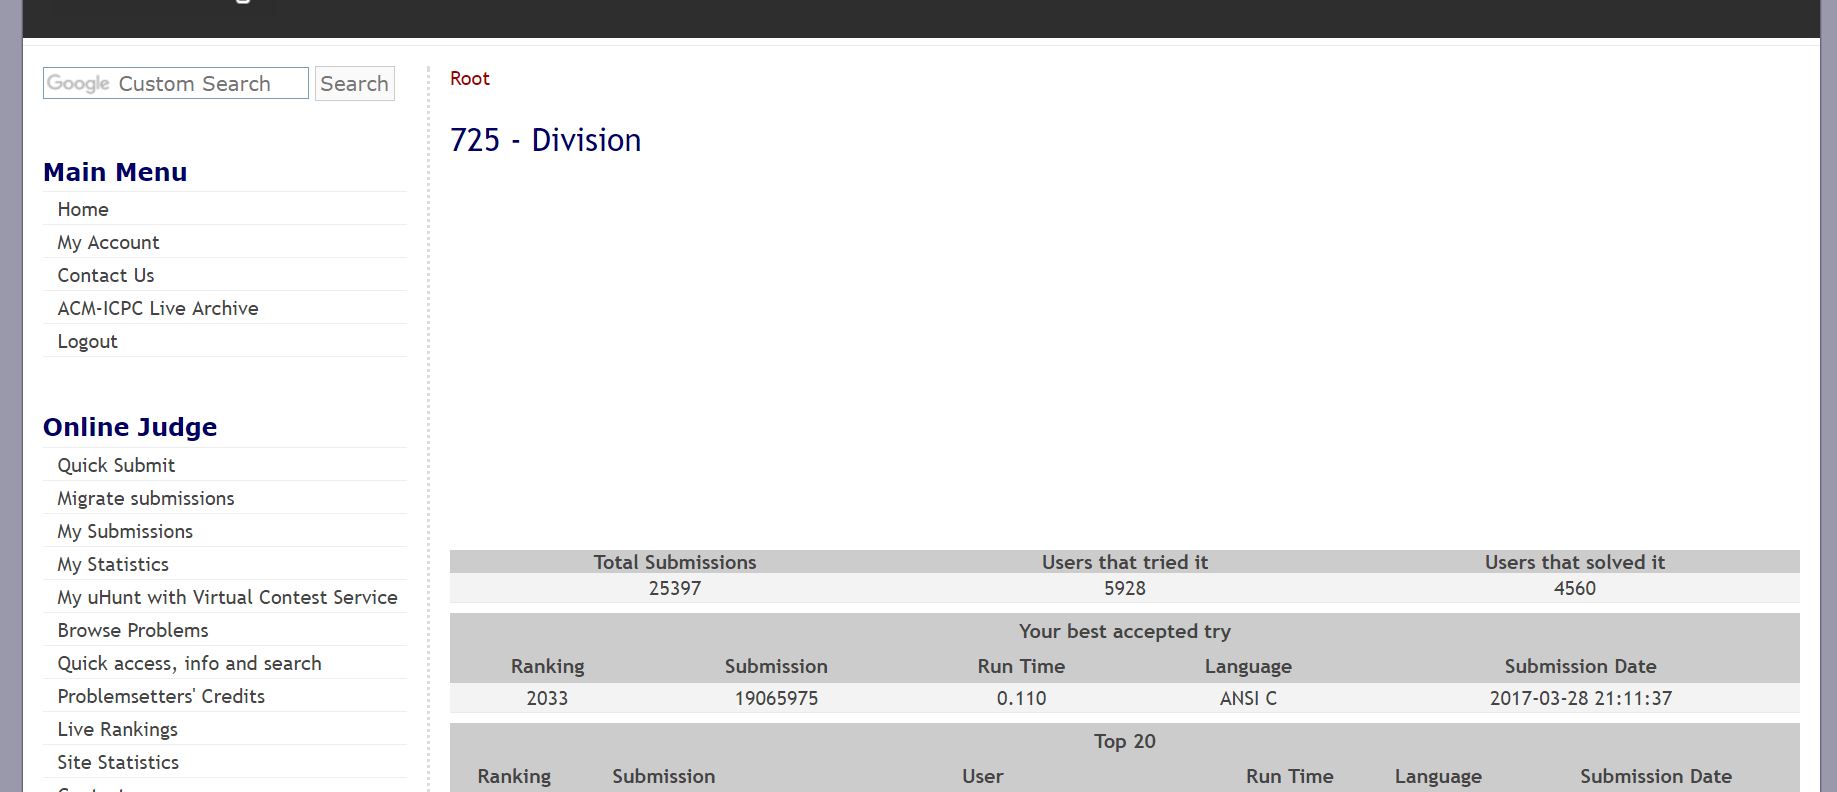 Google Custom Search Search
Main Menu
Home
My Account
Contact Us
ACM-ICPC Live Archive
Logout
Online Judge
Quick Submit
Migrate submissions
My Submissions
My Statistics
My uHunt with Virtual Contest Service
Browse Problems
Quick access, info and search
Problemsetters' Credits
Live Rankings
Site Statistics
Root
725 - Division
Total Submissions Users that tried it Users that solved it
25397 5928 4560
Your best accepted try
Ranking Submission Run Time Language Submission Date
2033 19065975 0.110 ANSI C 2017-03-28 21:11:37
Top 20
Ranking Submission User Run Time Language Submission Date